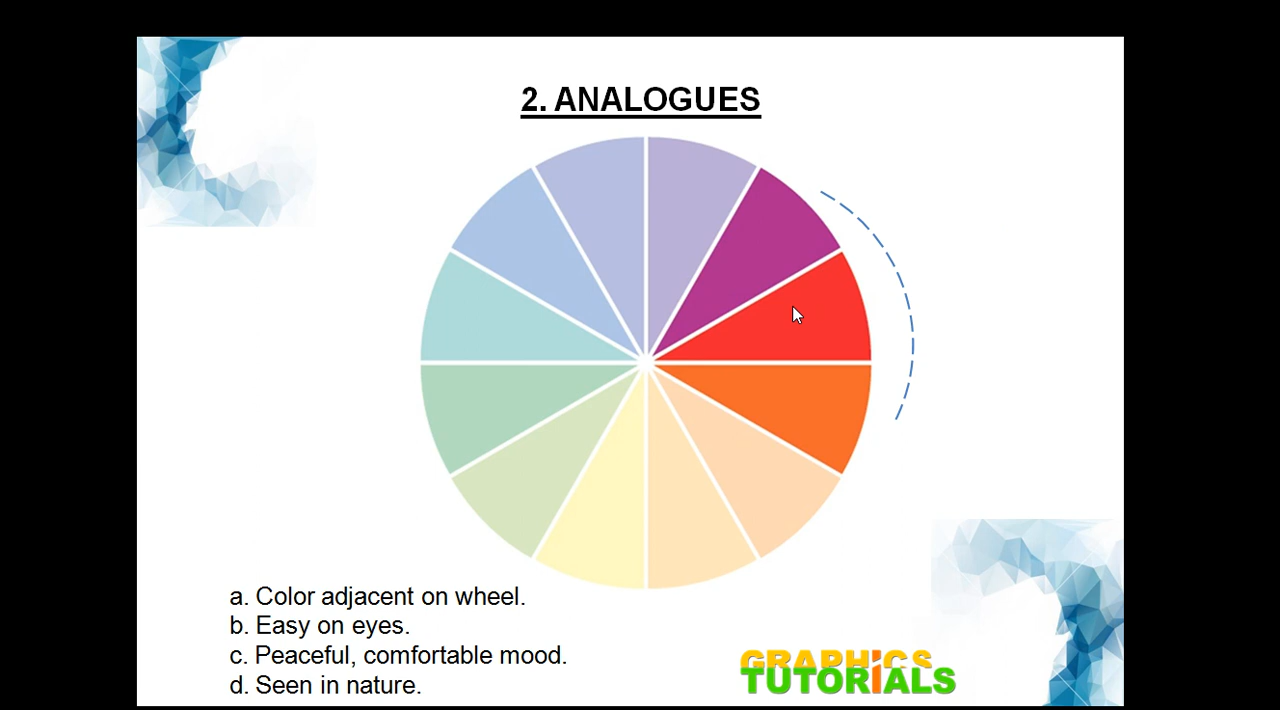 2. ANALOGUES
a. Color adjacent on wheel.
b. Easy on eyes.
c. Peaceful, comfortable mood.
d. Seen in nature.
GRAPHiCS
TUTORiALS